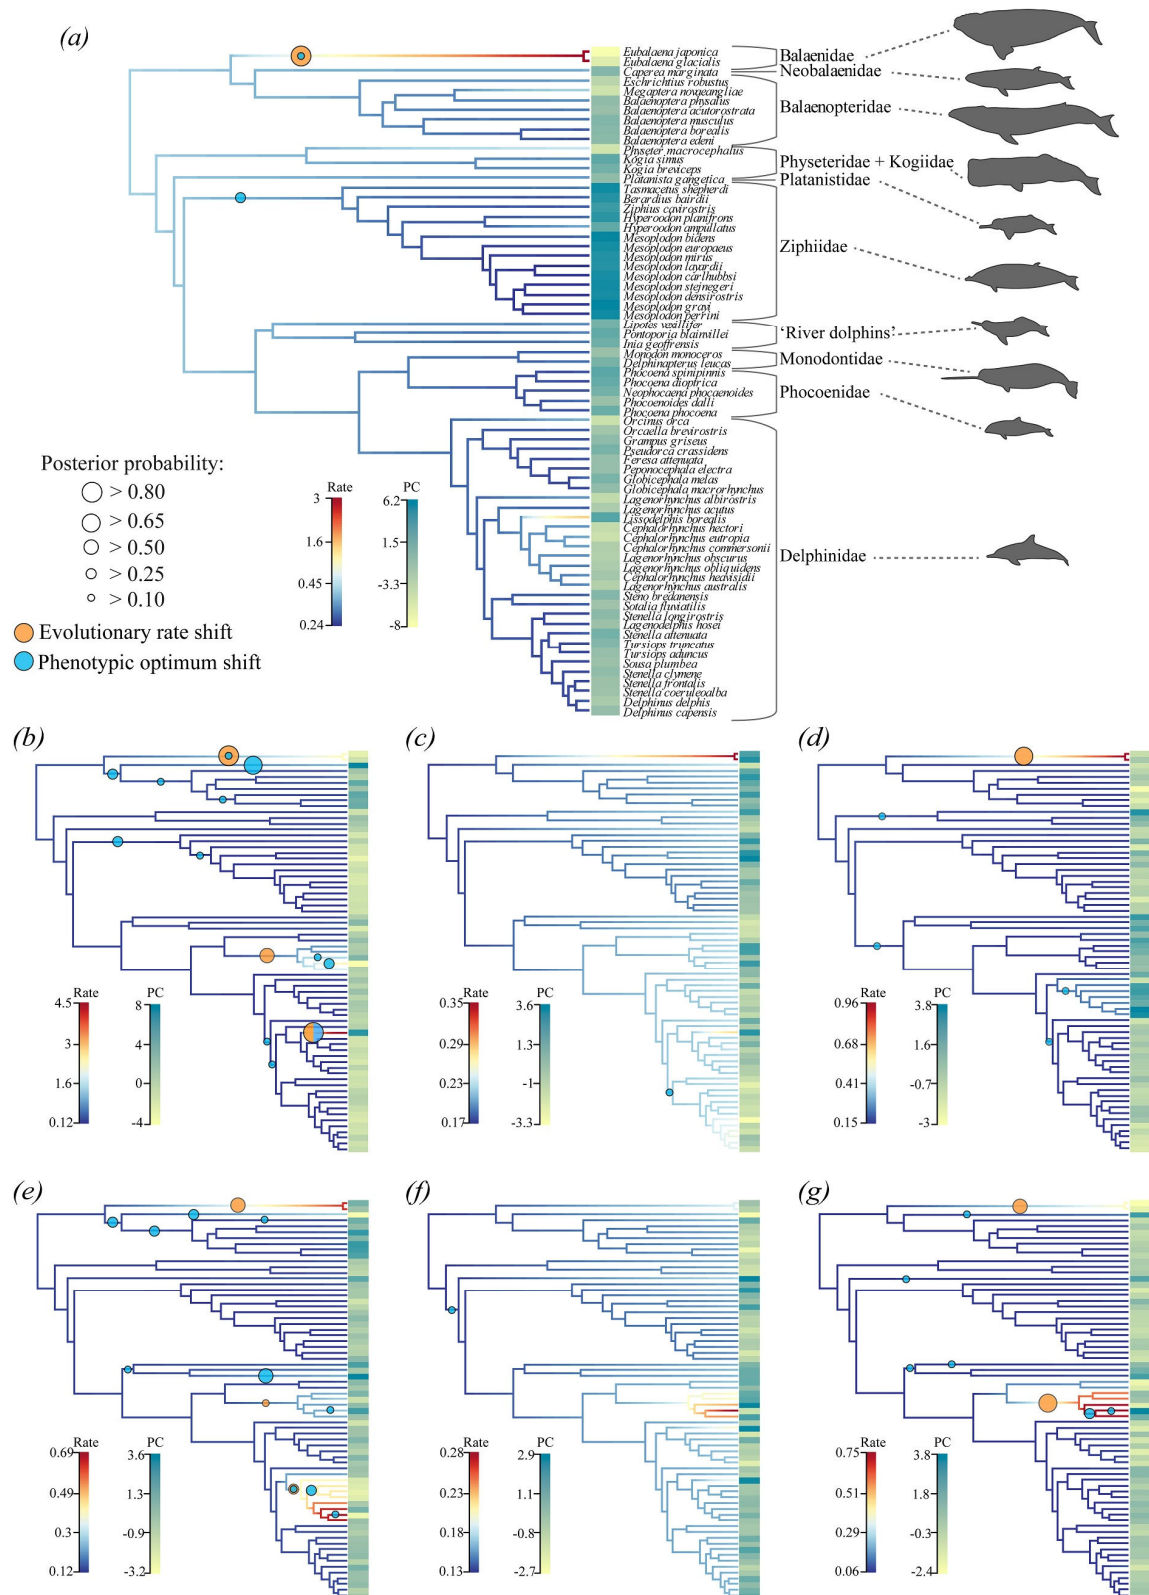 (a)
Eubalaena japonica
Eubalaena glacialis
Caperea marginata
Eschrichtius robustus
Megaptera novaeangliae
Balaenoptera physalus
Balaenoptera acutorostrata
Balaenoptera musculus
Balaenoptera borealis
Balaenoptera edeni
Physeter macrocephalus
Kogia simus
Kogia breviceps
Platanista gangetica
Tasmacetus shepherdi
Berardius bairdii
Ziphius cavirostris
Hyperoodon planifrons
Hyperoodon ampullatus
Mesoplodon bidens
Mesoplodon europaeus
Mesoplodon mirus
Mesoplodon layardii
Mesoplodon carlhubbsi
Mesoplodon stejnegeri
Mesoplodon densirostris
Mesoplodon grayi
Mesoplodon perrini
Lipotes vexillifer
Pontoporia blainvillei
Inia geoffrensis
Monodon monoceros
Delphinapterus leucas
Phocoena spinipinnis
Phocoena dioptrica
Neophocaena phocaenoides
Phocoenoides dalli
Phocoena phocoena
Orcinus orca
Orcaella brevirostris
Grampus griseus
Pseudorca crassidens
Feresa attenuata
Peponocephala electra
Globicephala melas
Globicephala macrorhynchus
Lagenorhynchus albirostris
Lagenorhynchus acutus
Lissodelphis borealis
Cephalorhynchus hectori
Cephalorhynchus eutropia
Cephalorhynchus commersonii
Lagenorhynchus obscurus
Lagenorhynchus obliquidens
Cephalorhynchus heavisidii
Lagenorhynchus australis
Steno bredanensis
Sotalia fluviatilis
Stenella longirostris
Lagenodelphis hosei
Stenella attenuata
Tursiops truncatus
Tursiops aduncus
Sousa plumbea
Stenella clymene
Stenella frontalis
Stenella coeruleoalba
Delphinus delphis
Delphinus capensis
Balaenidae
Neobalaenidae
Balaenopteridae
Physeteridae + Kogiidae
Platanistidae
Ziphiidae
'River dolphins'
Monodontidae
Phocoenidae
Delphinidae
Posterior probability:
> 0.80
> 0.65
> 0.50
> 0.25
> 0.10
Evolutionary rate shift
Phenotypic optimum shift
Rate
3
1.6
0.45
0.24
PC
6.2
1.5
-3.3
-8
(b)
Rate
4.5
3
1.6
0.12
PC
8
4
0
-4
(c)
Rate
0.35
0.29
0.23
0.17
PC
3.6
1.3
-1
-3.3
(d)
Rate
0.96
0.68
0.41
0.15
PC
3.8
1.6
-0.7
-3
(e)
Rate
0.69
0.49
0.3
0.12
PC
3.6
1.3
-0.9
-3.2
(f)
Rate
0.28
0.23
0.18
0.13
PC
2.9
1.1
-0.8
-2.7
(g)
Rate
0.75
0.51
0.29
0.06
PC
3.8
1.8
-0.4
-2.4